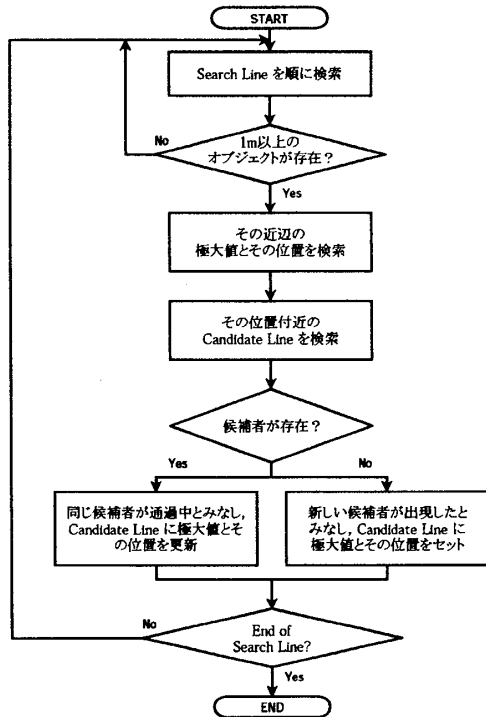 START
Search Line を順に検索
No
1m以上の
オブジェクトが存在？
Yes
その近辺の
極大値とその位置を検索
その位置付近の
Candidate Line を検索
候補者が存在？
Yes
No
同じ候補者が通過中とみなし，
Candidate Line に極大値とそ
の位置を更新
新しい候補者が出現したと
みなし，Candidate Line に
極大値とその位置をセット
No
End of
Search Line?
Yes
END